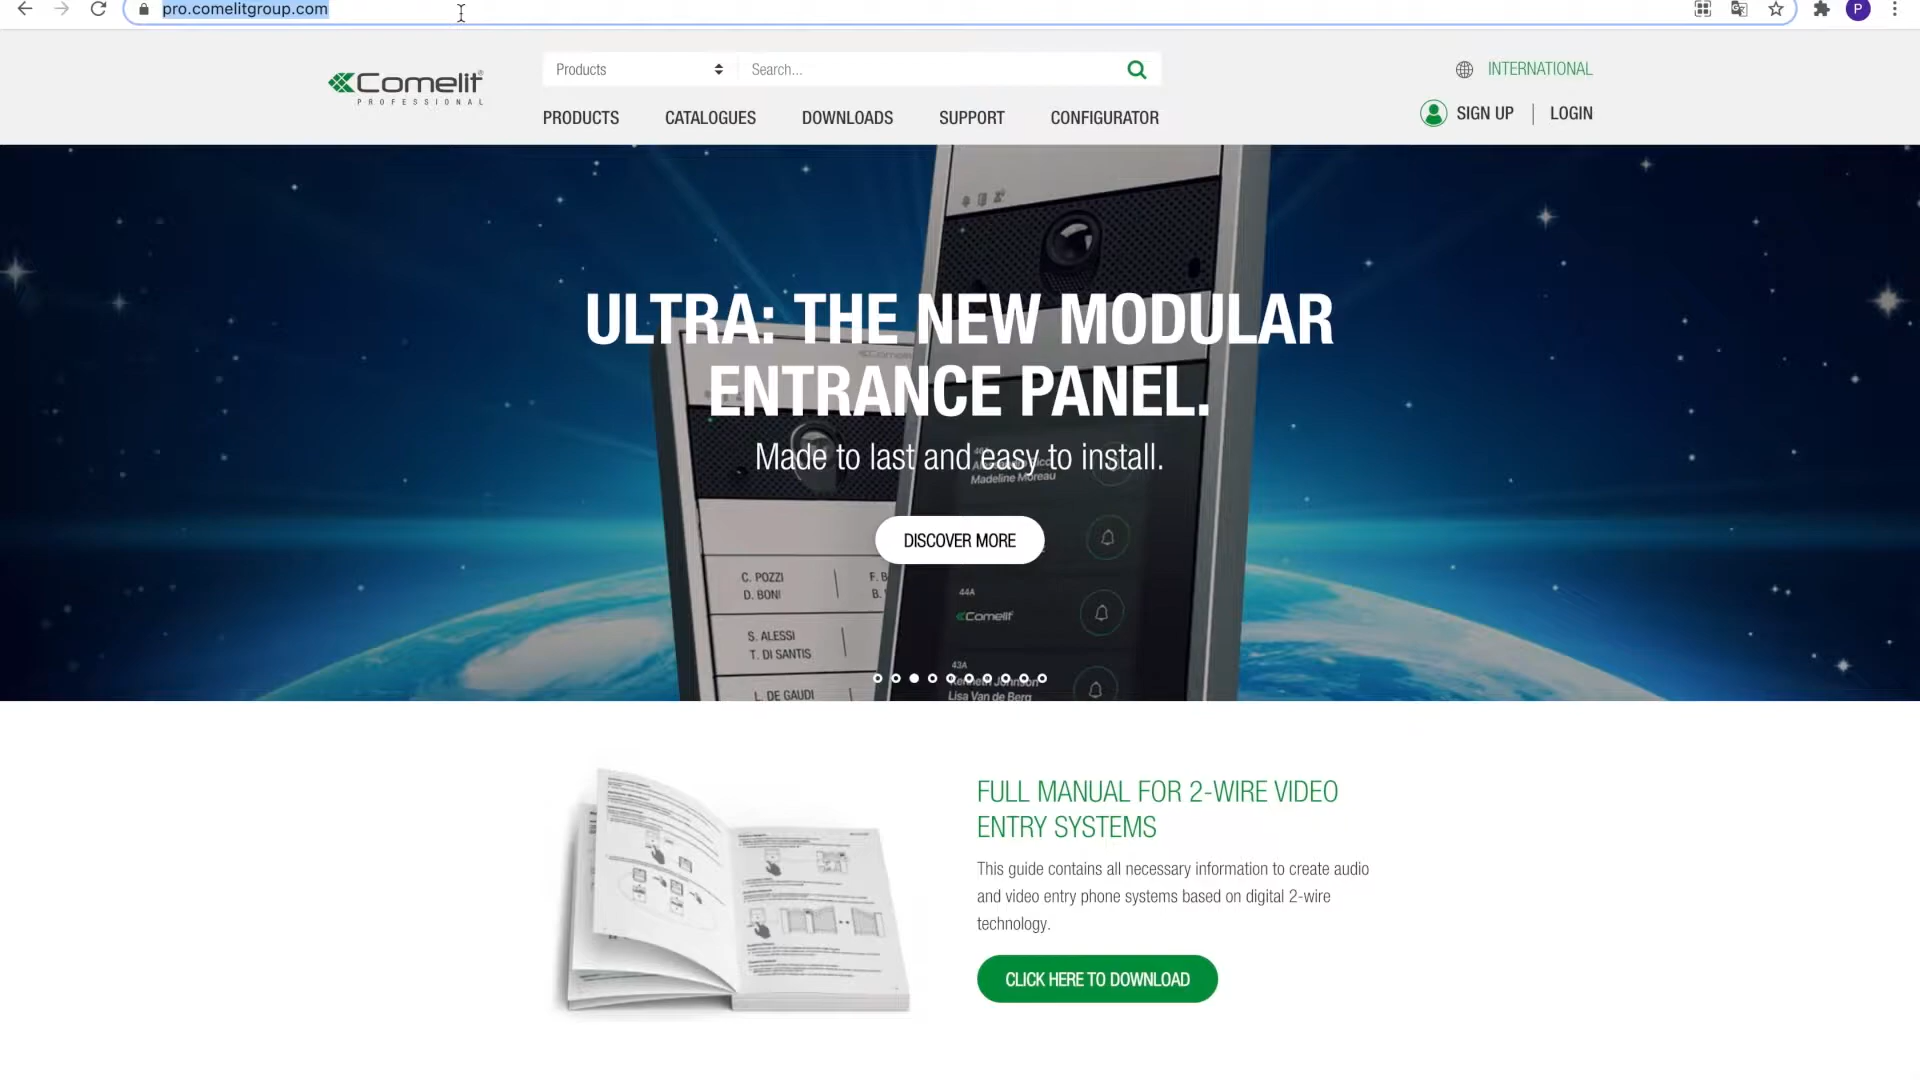 pro.comelitgroup.com
P
Comelit
PROFESSIONAL
Products
Search...
INTERNATIONAL
PRODUCTS
CATALOGUES
DOWNLOADS
SUPPORT
CONFIGURATOR
SIGN UP
LOGIN
ULTRA: THE NEW MODULAR
ENTRANCE PANEL.
Made to last and easy to install.
Madeline Moreau
DISCOVER MORE
C. POZZI
D. BONI
F. B
B.
44A
Comelit
S. ALESSI
T. DI SANTIS
43A
Kenneth Johnson
Lisa Van de Berg
L. DE GAUDI
FULL MANUAL FOR 2-WIRE VIDEO
ENTRY SYSTEMS
This guide contains all necessary information to create audio
and video entry phone systems based on digital 2-wire
technology.
CLICK HERE TO DOWNLOAD